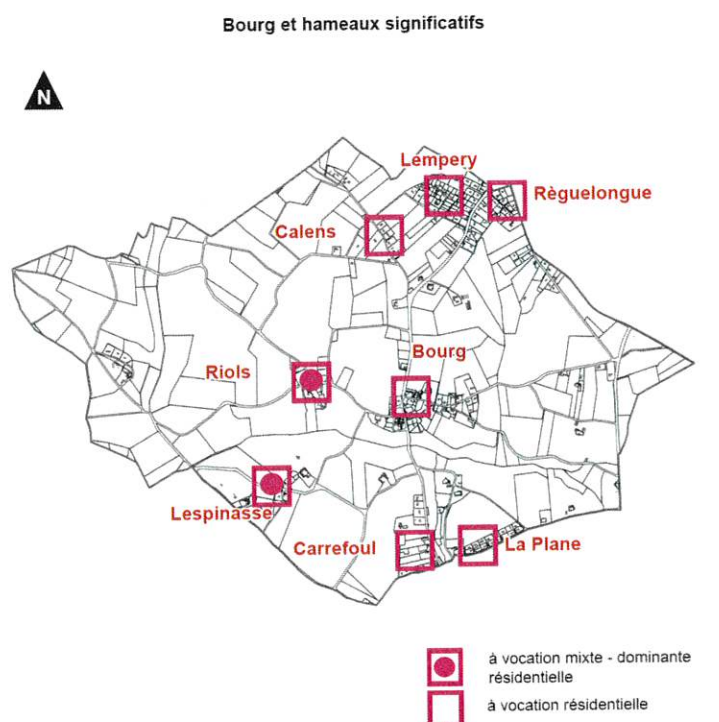 Bourg et hameaux significatifs
N
Lempery
Règuelongue
Calens
Bourg
Riols
Lespinasse
Carrefoul
La Plane
à vocation mixte - dominante
résidentielle
à vocation résidentielle